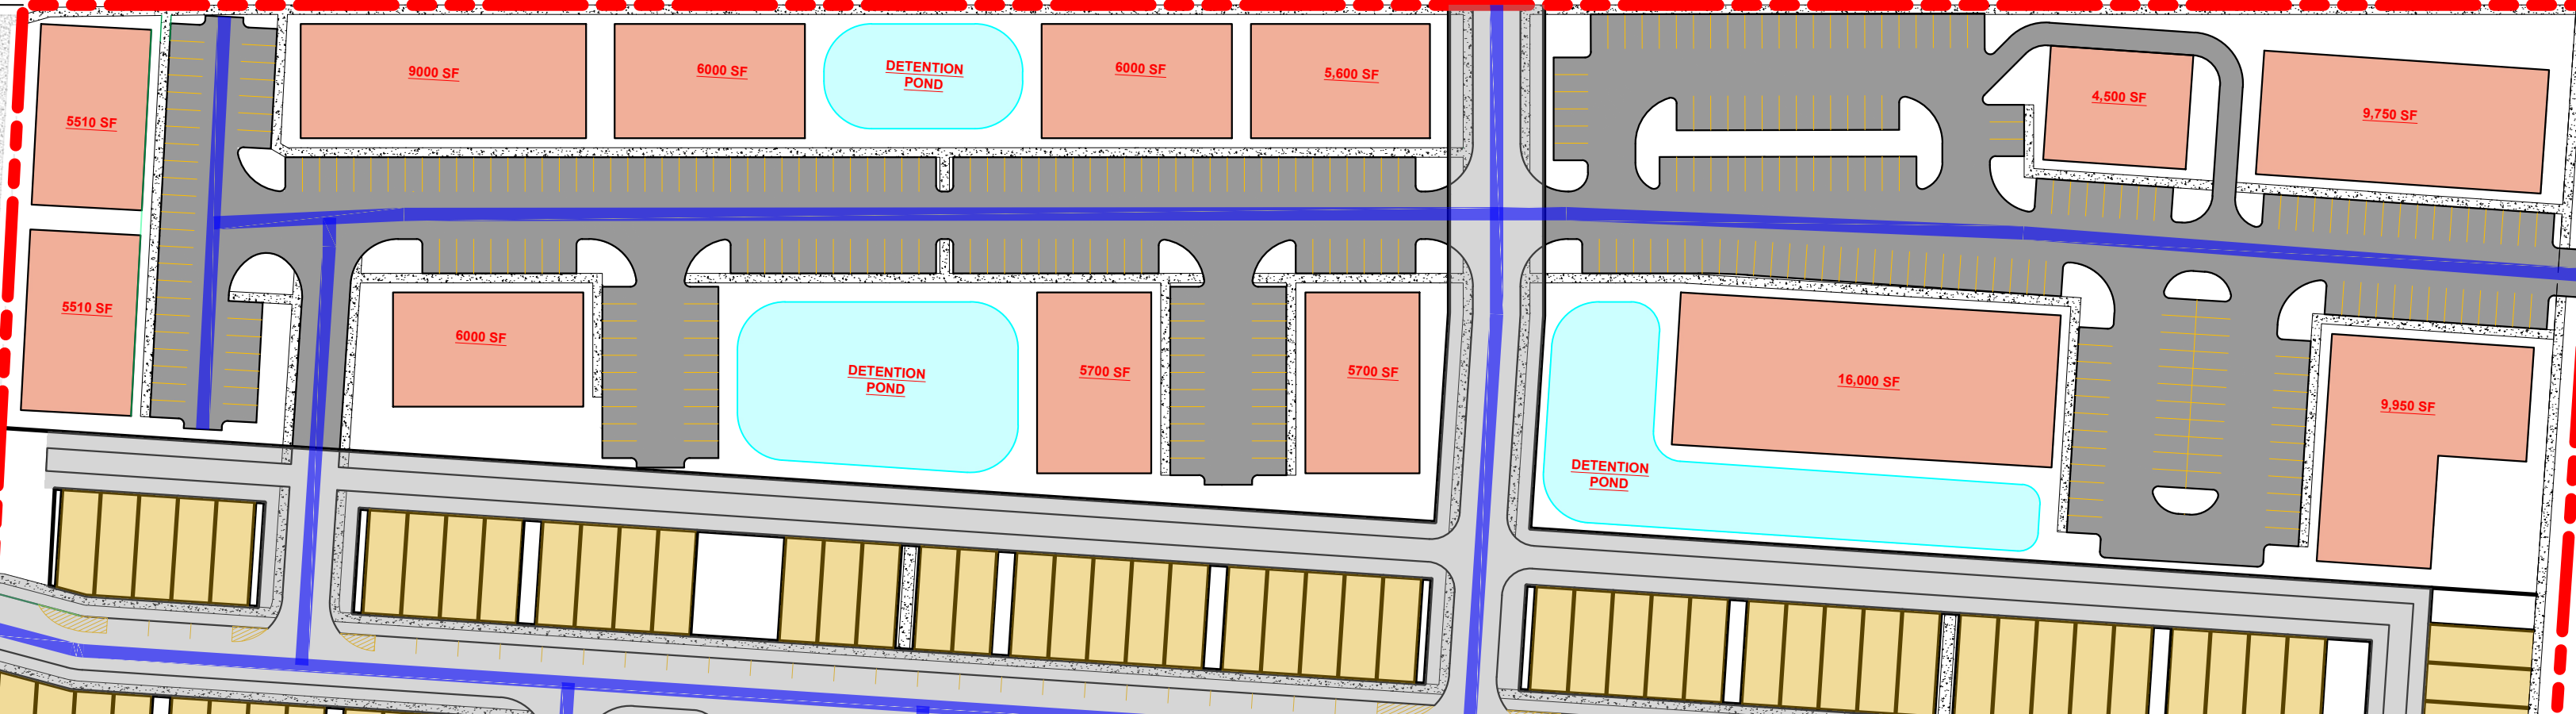 5510 SF
9000 SF
6000 SF
DETENTION
POND
6000 SF
5,600 SF
4,500 SF
9,750 SF
5510 SF
6000 SF
DETENTION
POND
5700 SF
5700 SF
DETENTION
POND
16,000 SF
9,950 SF